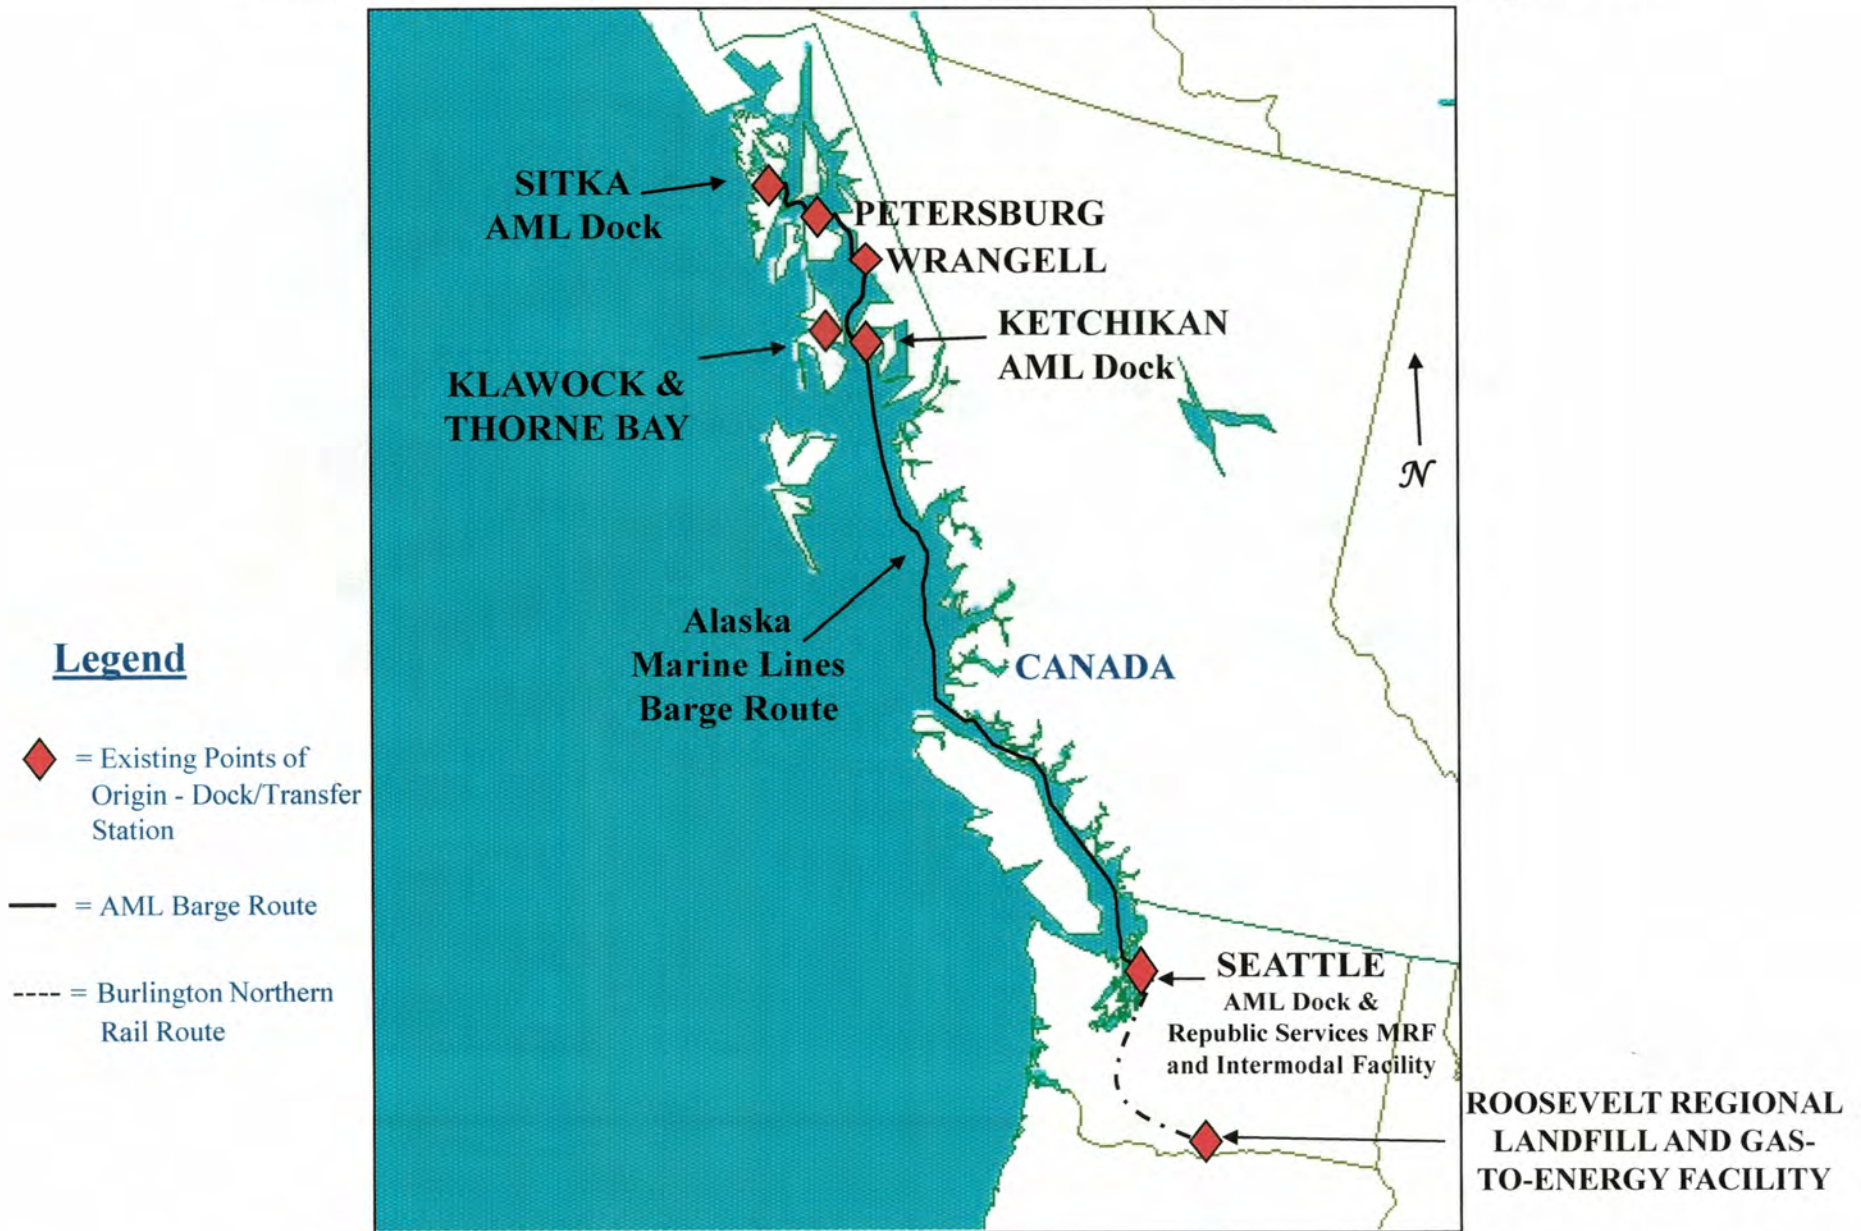 SITKA
AML Dock
PETERSBURG
WRANGELL
KETCHIKAN
AML Dock
KLAWOCK &
THORNE BAY
N
Alaska
Marine Lines
Barge Route
CANADA
Legend
= Existing Points of
Origin - Dock/Transfer
Station
= AML Barge Route
= Burlington Northern
Rail Route
SEATTLE
AML Dock &
Republic Services MRF
and Intermodal Facility
ROOSEVELT REGIONAL
LANDFILL AND GAS-
TO-ENERGY FACILITY